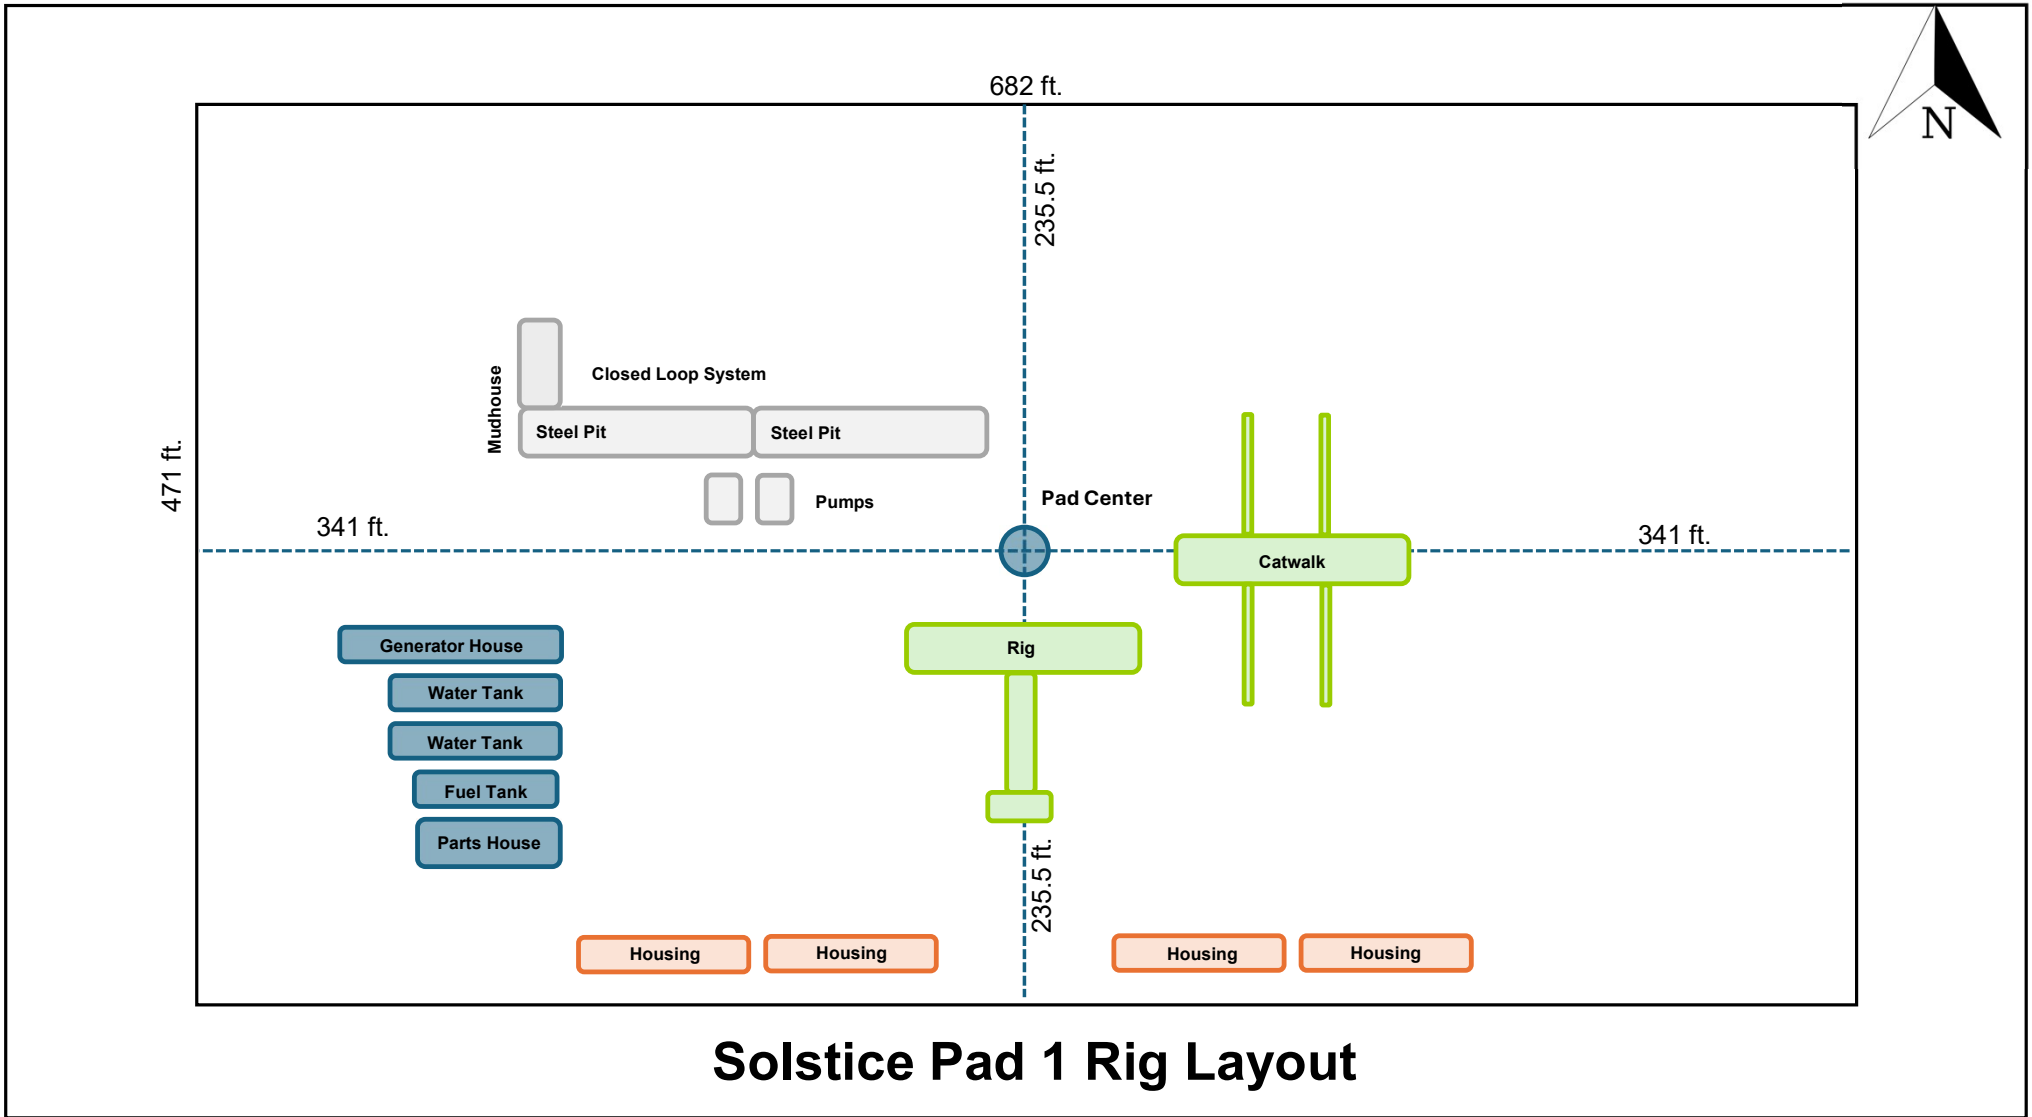 682 ft.
N
235.5 ft.
Closed Loop System
Mudhouse
Steel Pit
Steel Pit
471 ft.
Pumps
Pad Center
341 ft.
341 ft.
Catwalk
Generator House
Rig
Water Tank
Water Tank
Fuel Tank
Parts House
235.5 ft.
Housing
Housing
Housing
Housing
Solstice Pad 1 Rig Layout